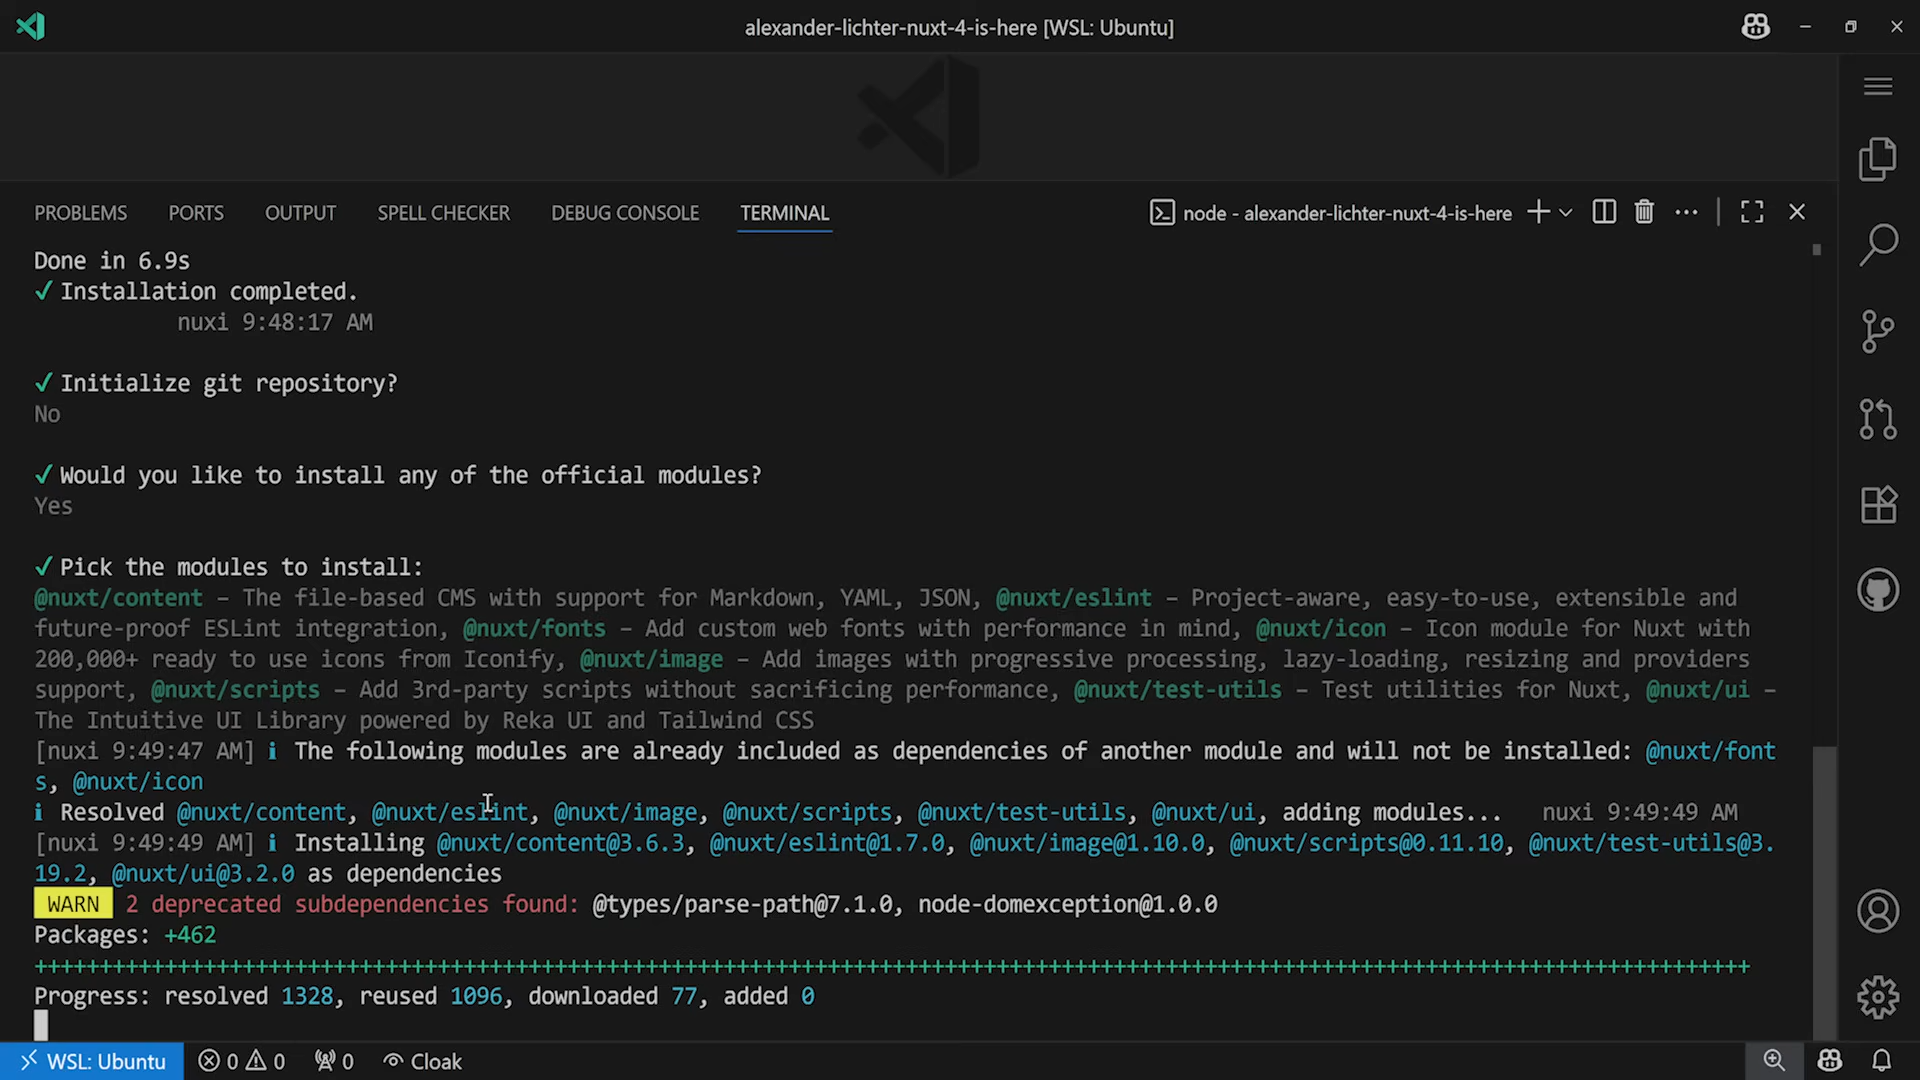 alexander-lichter-nuxt-4-is-here [WSL: Ubuntu]
PROBLEMS PORTS OUTPUT SPELL CHECKER DEBUG CONSOLE TERMINAL node - alexander-lichter-nuxt-4-is-here
Done in 6.9s
✓ Installation completed.
nuxi 9:48:17 AM
✓ Initialize git repository?
No
✓ Would you like to install any of the official modules?
Yes
✓ Pick the modules to install:
@nuxt/content – The file-based CMS with support for Markdown, YAML, JSON, @nuxt/eslint – Project-aware, easy-to-use, extensible and
future-proof ESLint integration, @nuxt/fonts – Add custom web fonts with performance in mind, @nuxt/icon – Icon module for Nuxt with
200,000+ ready to use icons from Iconify, @nuxt/image – Add images with progressive processing, lazy-loading, resizing and providers
support, @nuxt/scripts – Add 3rd-party scripts without sacrificing performance, @nuxt/test-utils – Test utilities for Nuxt, @nuxt/ui –
The Intuitive UI Library powered by Reka UI and Tailwind CSS
[nuxi 9:49:47 AM] i The following modules are already included as dependencies of another module and will not be installed: @nuxt/font
s, @nuxt/icon
i Resolved @nuxt/content, @nuxt/eslint, @nuxt/image, @nuxt/scripts, @nuxt/test-utils, @nuxt/ui, adding modules... nuxi 9:49:49 AM
[nuxi 9:49:49 AM] i Installing @nuxt/content@3.6.3, @nuxt/eslint@1.7.0, @nuxt/image@1.10.0, @nuxt/scripts@0.11.10, @nuxt/test-utils@3.
19.2, @nuxt/ui@3.2.0 as dependencies
WARN 2 deprecated subdependencies found: @types/parse-path@7.1.0, node-domexception@1.0.0
Packages: +462
++++++++++++++++++++++++++++++++++++++++++++++++++++++++++++++++++++++++++++++++++++++++++++++++++++++++++++++++++++++++++++++++++++
Progress: resolved 1328, reused 1096, downloaded 77, added 0
WSL: Ubuntu 0 0 0 Cloak